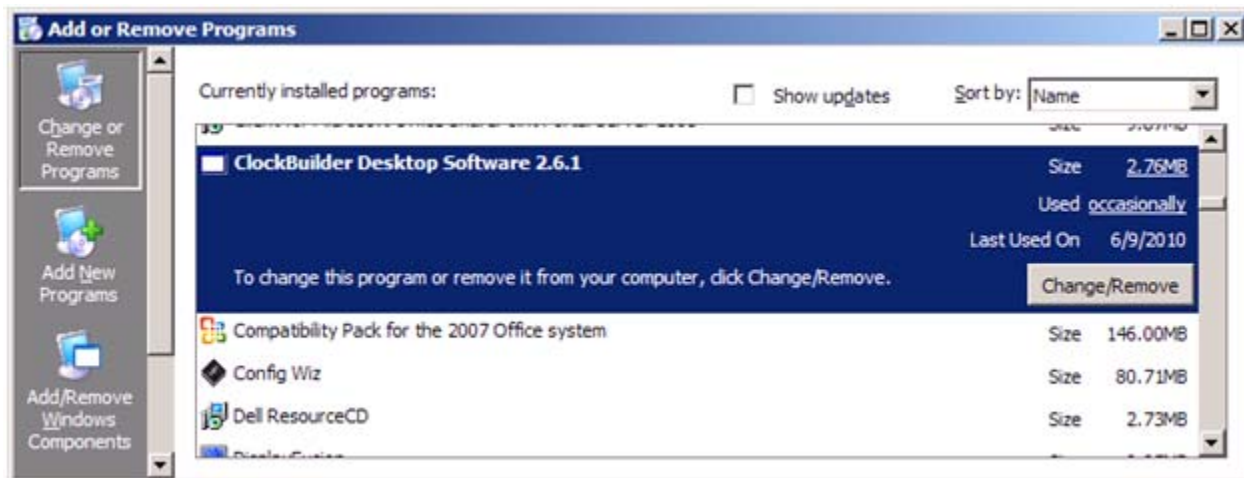 Add or Remove Programs
Change or
Remove
Programs
Add New
Programs
Add/Remove
Windows
Components
Currently installed programs:
Show updates
Sort by: Name
ClockBuilder Desktop Software 2.6.1 Size 2.76MB
Used occasionally
Last Used On 6/9/2010
To change this program or remove it from your computer, click Change/Remove. Change/Remove
Compatibility Pack for the 2007 Office system Size 146.00MB
Config Wiz Size 80.71MB
Dell ResourceCD Size 2.73MB